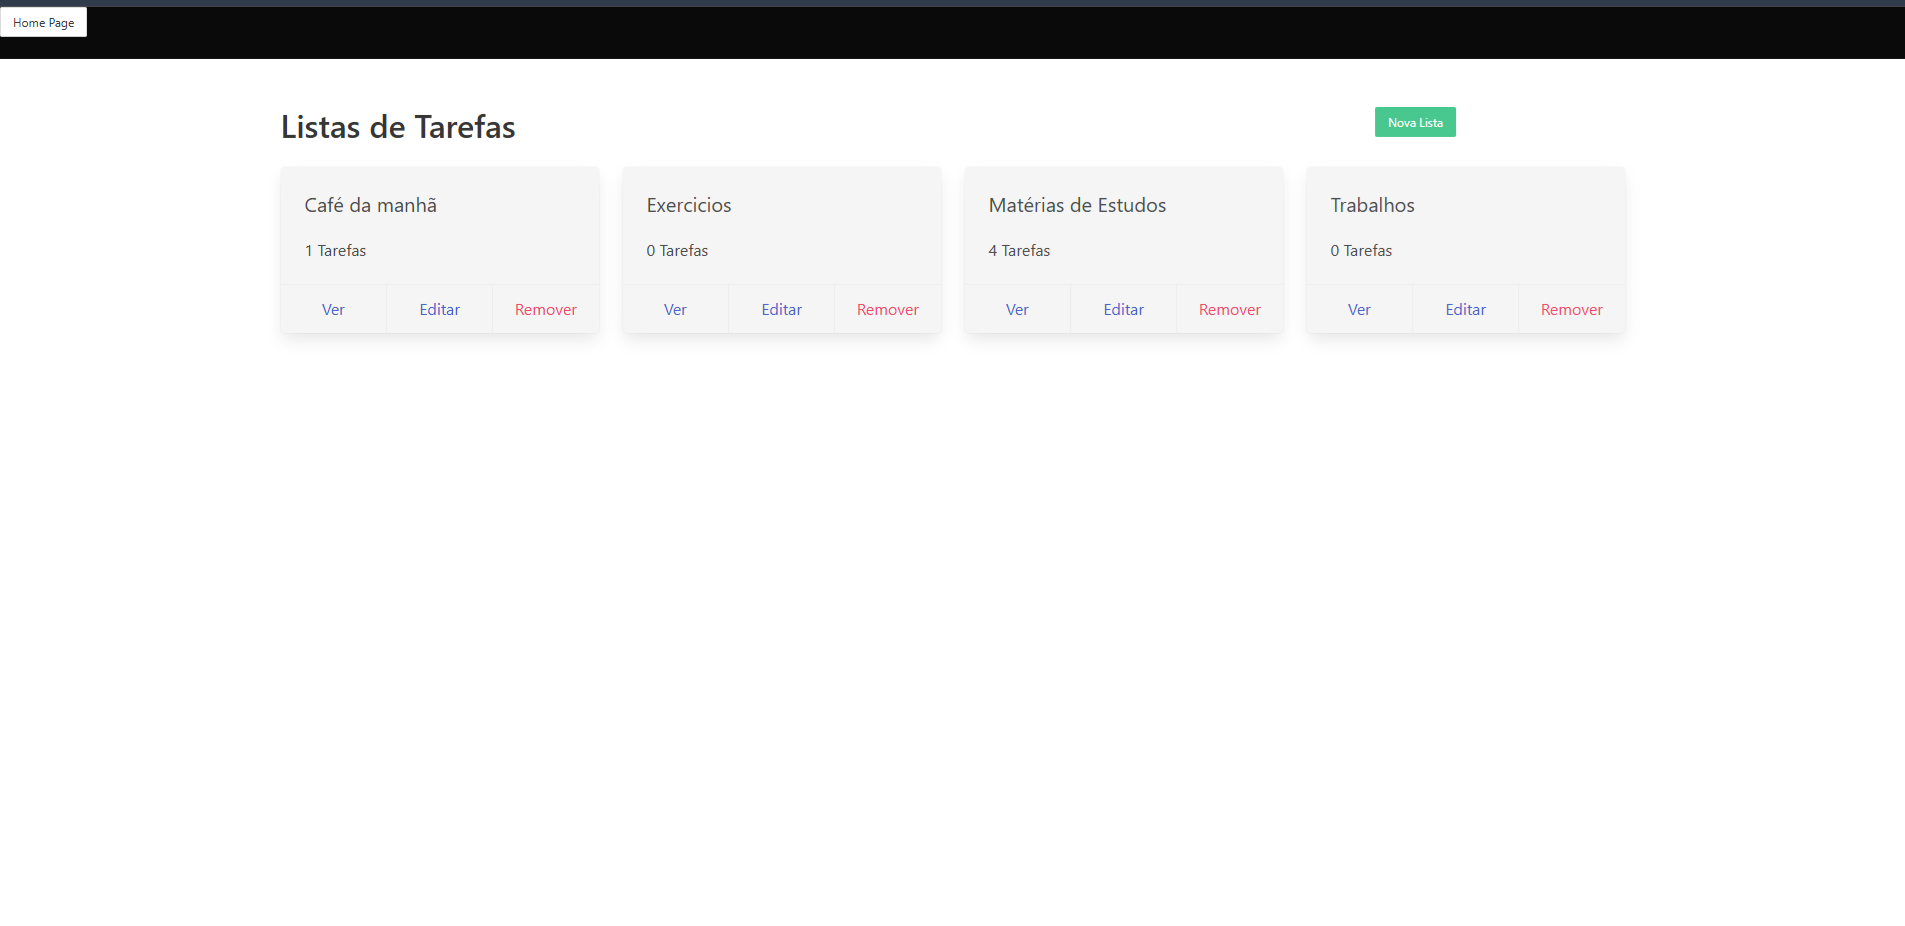 Home Page
Listas de Tarefas
Nova Lista
Café da manhã
1 Tarefas
Ver Editar Remover
Exercicios
0 Tarefas
Ver Editar Remover
Matérias de Estudos
4 Tarefas
Ver Editar Remover
Trabalhos
0 Tarefas
Ver Editar Remover